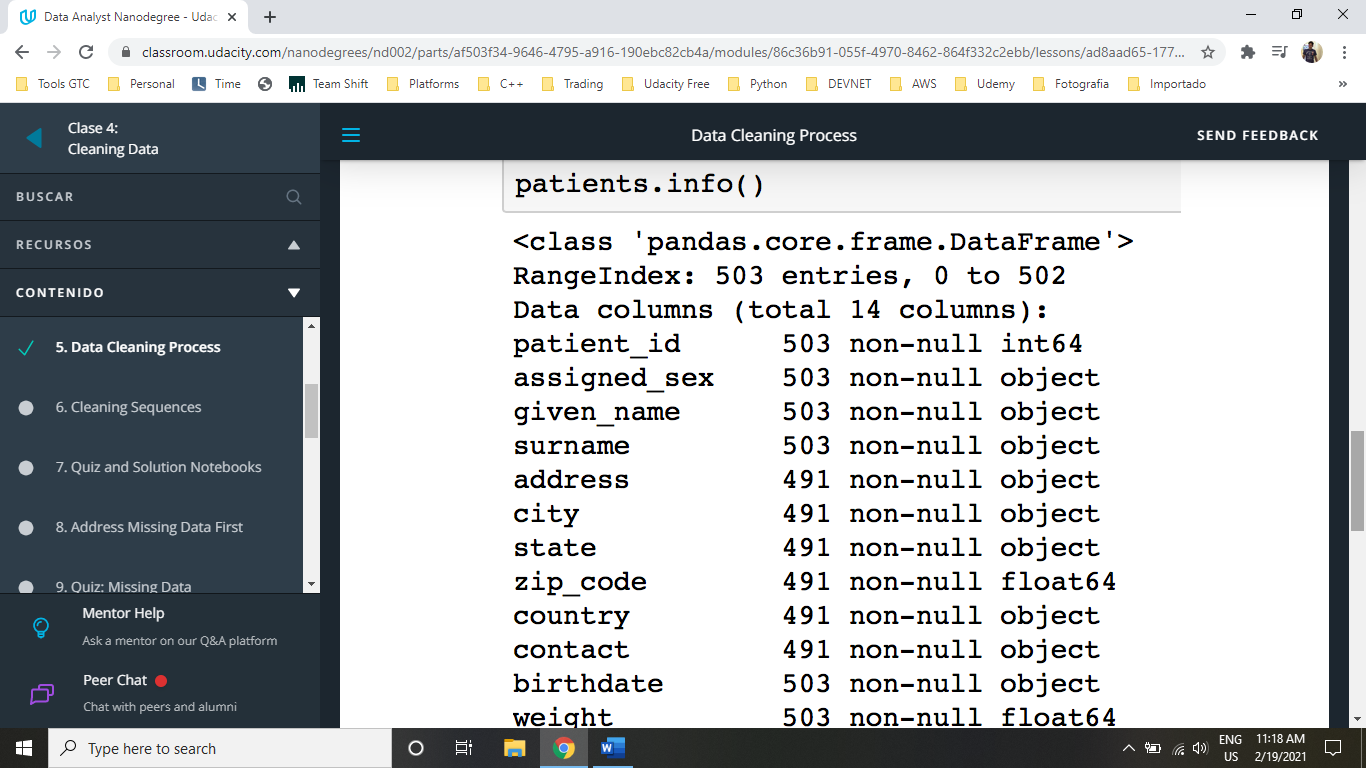 Data Analyst Nanodegree - Udac
classroom.udacity.com/nanodegrees/nd002/parts/af503f34-9646-4795-a916-190ebc82cb4a/modules/86c36b91-055f-4970-8462-864f332c2ebb/lessons/ad8aad65-177...
Tools GTC Personal Time Team Shift Platforms C++ Trading Udacity Free Python DEVNET AWS Udemy Fotografia Importado »
Clase 4:
Cleaning Data
BUSCAR
RECURSOS
CONTENIDO
5. Data Cleaning Process
6. Cleaning Sequences
7. Quiz and Solution Notebooks
8. Address Missing Data First
9. Quiz: Missing Data
Mentor Help
Ask a mentor on our Q&A platform
Peer Chat
Chat with peers and alumni
Data Cleaning Process
SEND FEEDBACK
patients.info()
<class 'pandas.core.frame.DataFrame'>
RangeIndex: 503 entries, 0 to 502
Data columns (total 14 columns):
patient_id 503 non-null int64
assigned_sex 503 non-null object
given_name 503 non-null object
surname 503 non-null object
address 491 non-null object
city 491 non-null object
state 491 non-null object
zip_code 491 non-null float64
country 491 non-null object
contact 491 non-null object
birthdate 503 non-null object
weight 503 non-null float64
Type here to search
W
ENG
US
11:18 AM
2/19/2021